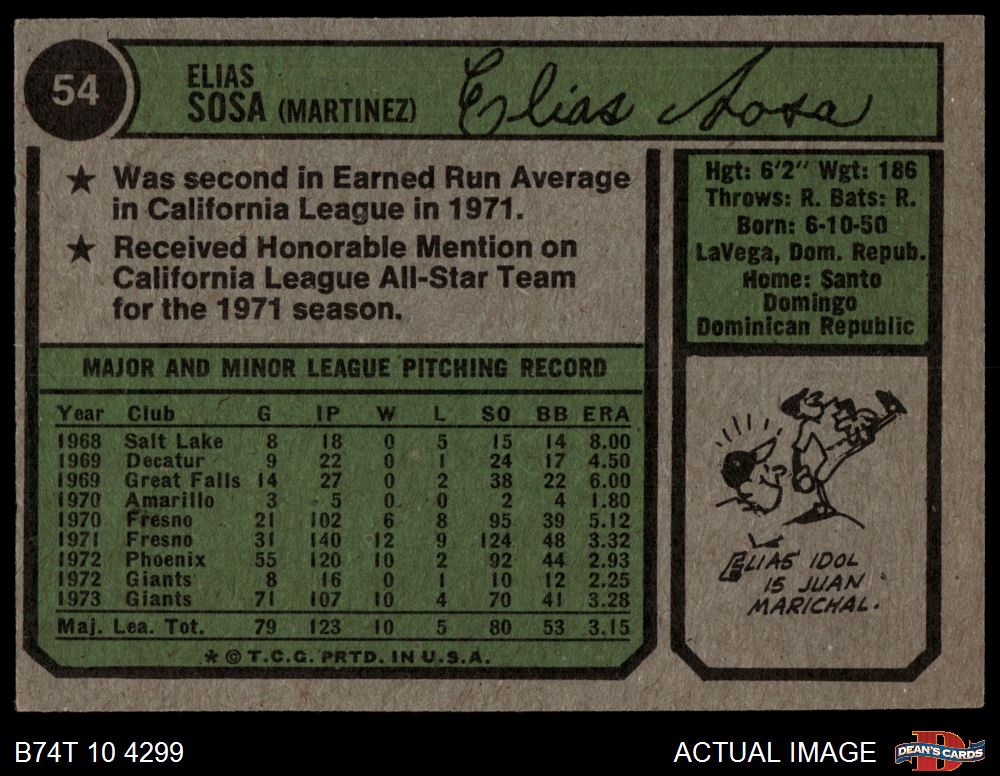 54
ELIAS
SOSA (MARTINEZ)
Elias Sosa
★ Was second in Earned Run Average
in California League in 1971.
★ Received Honorable Mention on
California League All-Star Team
for the 1971 season.
Hgt: 6'2" Wgt: 186
Throws: R. Bats: R.
Born: 6-10-50
LaVega, Dom. Repub.
Home: Santo
Domingo
Dominican Republic
MAJOR AND MINOR LEAGUE PITCHING RECORD
Year Club G IP W L SO BB ERA
1968 Salt Lake 8 18 0 5 15 14 8.00
1969 Decatur 9 22 0 1 24 17 4.50
1969 Great Falls 14 27 0 2 38 22 6.00
1970 Amarillo 3 5 0 0 2 4 1.80
1970 Fresno 21 102 6 8 95 39 5.12
1971 Fresno 31 140 12 9 124 48 3.32
1972 Phoenix 55 120 10 2 92 44 2.93
1972 Giants 8 16 0 1 10 12 2.25
1973 Giants 71 107 10 4 70 41 3.28
Maj. Lea. Tot. 79 123 10 5 80 53 3.15
* © T.C.G. PRTD. IN U.S.A.
ELIAS IDOL
IS JUAN
MARICHAL.
B74T 10 4299
ACTUAL IMAGE
DEAN'S CARDS